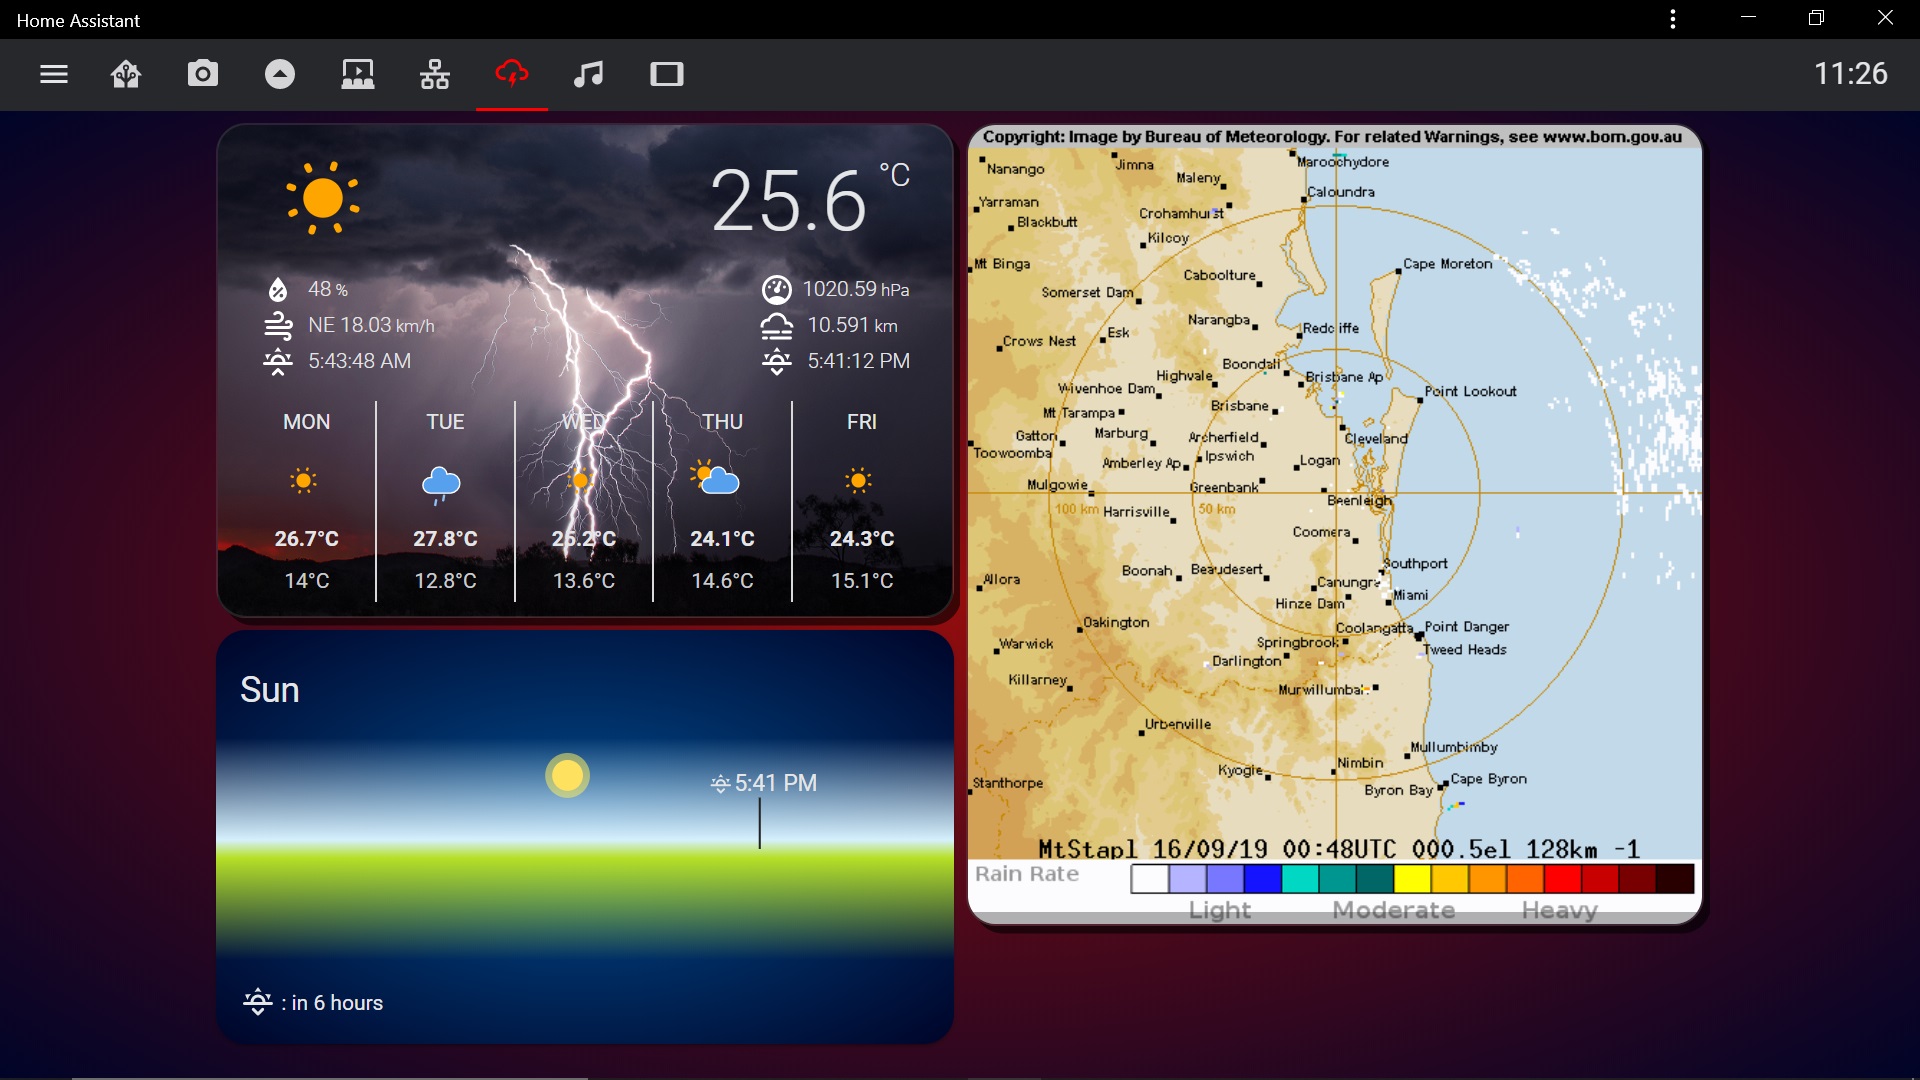 Home Assistant
11:26
25.6 °C
48 %
1020.59 hPa
NE 18.03 km/h
10.591 km
5:43:48 AM
5:41:12 PM
MON TUE WED THU FRI
26.7°C 27.8°C 25.2°C 24.1°C 24.3°C
14°C 12.8°C 13.6°C 14.6°C 15.1°C
Sun
5:41 PM
: in 6 hours
Copyright: Image by Bureau of Meteorology. For related Warnings, see www.bom.gov.au
Nanango
Jimna
Maroochydore
Maleny
Caloundra
Yarraman
Crohamhurst
Blackbutt
Kilcoy
Mt Binga
Cape Moreton
Caboolture
Somerset Dam
Narangba
Redcliffe
Esk
Crows Nest
Boondall
Highvale
Brisbane Ap
Wivenhoe Dam
Point Lookout
Mt Tarampa
Brisbane
Gatton
Marburg
Archerfield
Cleveland
Toowoomba
Ipswich
Amberley Ap
Logan
Mulgowie
Greenbank
Beenleigh
100 km
Harrisville
50 km
Coomera
Southport
Boonah
Beaudesert
Allora
Canungra
Miami
Hinze Dam
Oakington
Coolangatta
Point Danger
Warwick
Springbrook
Tweed Heads
Darlington
Killarney
Murwillumbah
Urbenville
Mullumbimby
Nimbin
Kyogle
Cape Byron
Stanthorpe
Byron Bay
MtStapl 16/09/19 00:48UTC 000.5el 128km -1
Rain Rate
Light Moderate Heavy